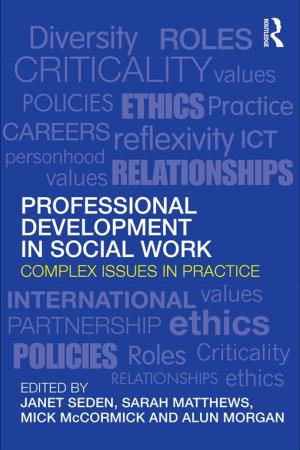 ROUTLEDGE
Diversity ROLES
CRITICALITY
values
POLICIES ETHICS Practice
CAREERS reflexivity ICT
personhood
values RELATIONSHIPS
PROFESSIONAL
DEVELOPMENT
IN SOCIAL WORK
COMPLEX ISSUES IN PRACTICE
INTERNATIONAL values
PARTNERSHIP ethics
POLICIES Roles Criticality
RELATIONSHIPS ethics
EDITED BY
JANET SEDEN, SARAH MATTHEWS,
MICK McCORMICK AND ALUN MORGAN